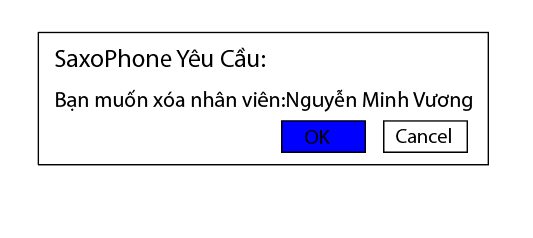 SaxoPhone Yêu Cầu:
Bạn muốn xóa nhân viên:Nguyễn Minh Vương
OK Cancel